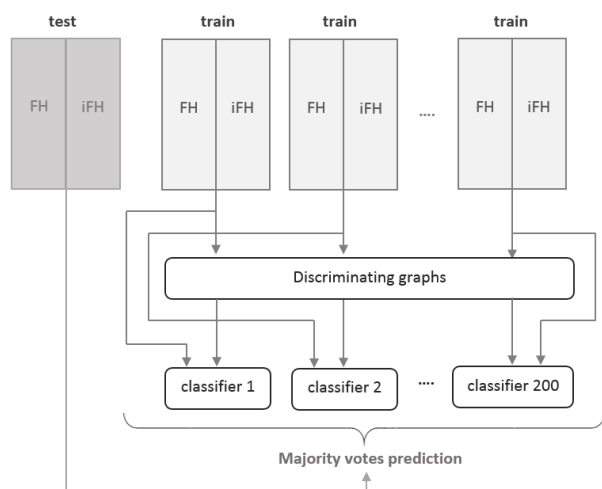 test train train train
FH iFH FH iFH FH iFH .... FH iFH
Discriminating graphs
classifier 1 classifier 2 .... classifier 200
Majority votes prediction